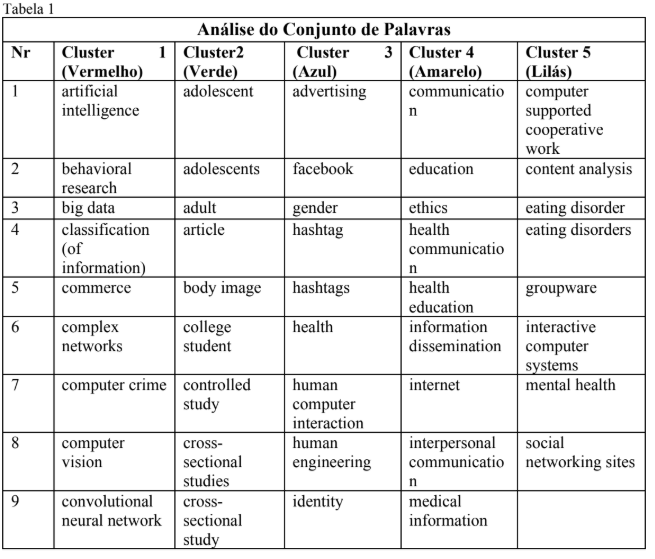 Tabela 1
Análise do Conjunto de Palavras
Nr Cluster 1 Cluster2 Cluster 3 Cluster 4 Cluster 5
(Vermelho) (Verde) (Azul) (Amarelo) (Lilás)
1 artificial adolescent advertising communicatio computer
intelligence n supported
cooperative
work
2 behavioral adolescents facebook education content analysis
research
3 big data adult gender ethics eating disorder
4 classification article hashtag health eating disorders
(of communicatio
information) n
5 commerce body image hashtags health groupware
education
6 complex college health information interactive
networks student dissemination computer
systems
7 computer crime controlled human internet mental health
study computer
interaction
8 computer cross- human interpersonal social
vision sectional engineering communicatio networking sites
studies n
9 convolutional cross- identity medical
neural network sectional information
study